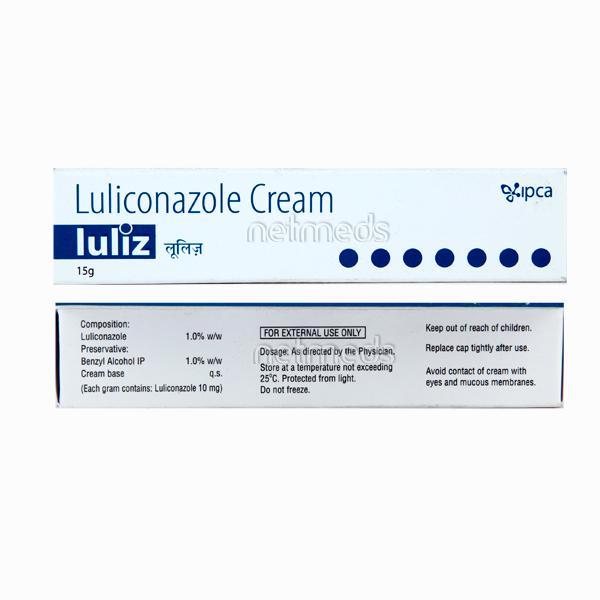 Luliconazole Cream
ipca
netmeds
luliz
लूलिज़
15g
Composition:
Luliconazole 1.0% w/w
Preservative:
Benzyl Alcohol IP 1.0% w/w
Cream base q.s.
(Each gram contains: Luliconazole 10 mg)
FOR EXTERNAL USE ONLY
Dosage: As directed by the Physician.
netmeds
Store at a temperature not exceeding
25°C. Protected from light.
Do not freeze.
Keep out of reach of children.
Replace cap tightly after use.
Avoid contact of cream with
eyes and mucous membranes.